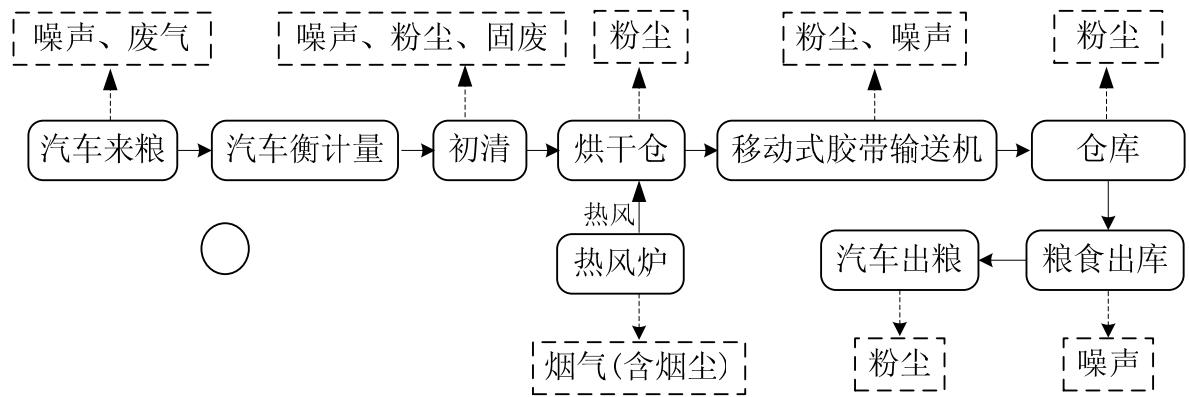 噪声、废气
噪声、粉尘、固废
粉尘
粉尘、噪声
粉尘
汽车来粮
汽车衡计量
初清
烘干仓
移动式胶带输送机
仓库
热风
热风炉
汽车出粮
粮食出库
烟气(含烟尘)
粉尘
噪声